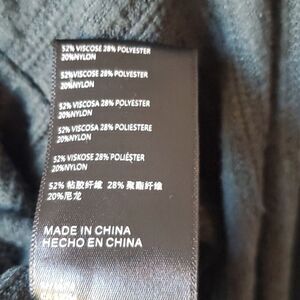 52% VISCOSE 28% POLYESTER
20%NYLON
52%VISCOSE 28% POLYESTER
20%NYLON
52% VISCOSA 28% POLYESTER
20%NYLON
52% VISCOSA 28% POLIESTERE
20%NYLON
52% VISKOSE 28% POLIÉSTER
20%NYLON
52% 粘胶纤维 28% 聚酯纤维
20%尼龙
MADE IN CHINA
HECHO EN CHINA